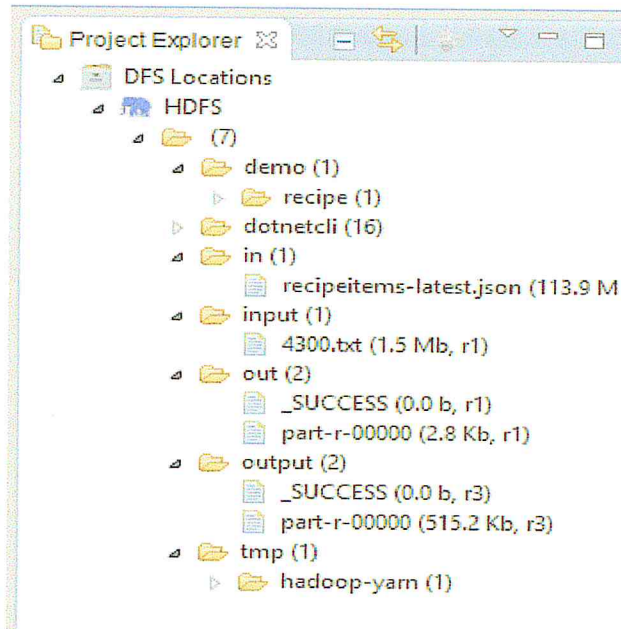 Project Explorer
DFS Locations
HDFS
(7)
demo (1)
recipe (1)
dotnetcli (16)
in (1)
recipeitems-latest.json (113.9 M
input (1)
4300.txt (1.5 Mb, r1)
out (2)
_SUCCESS (0.0 b, r1)
part-r-00000 (2.8 Kb, r1)
output (2)
_SUCCESS (0.0 b, r3)
part-r-00000 (515.2 Kb, r3)
tmp (1)
hadoop-yarn (1)